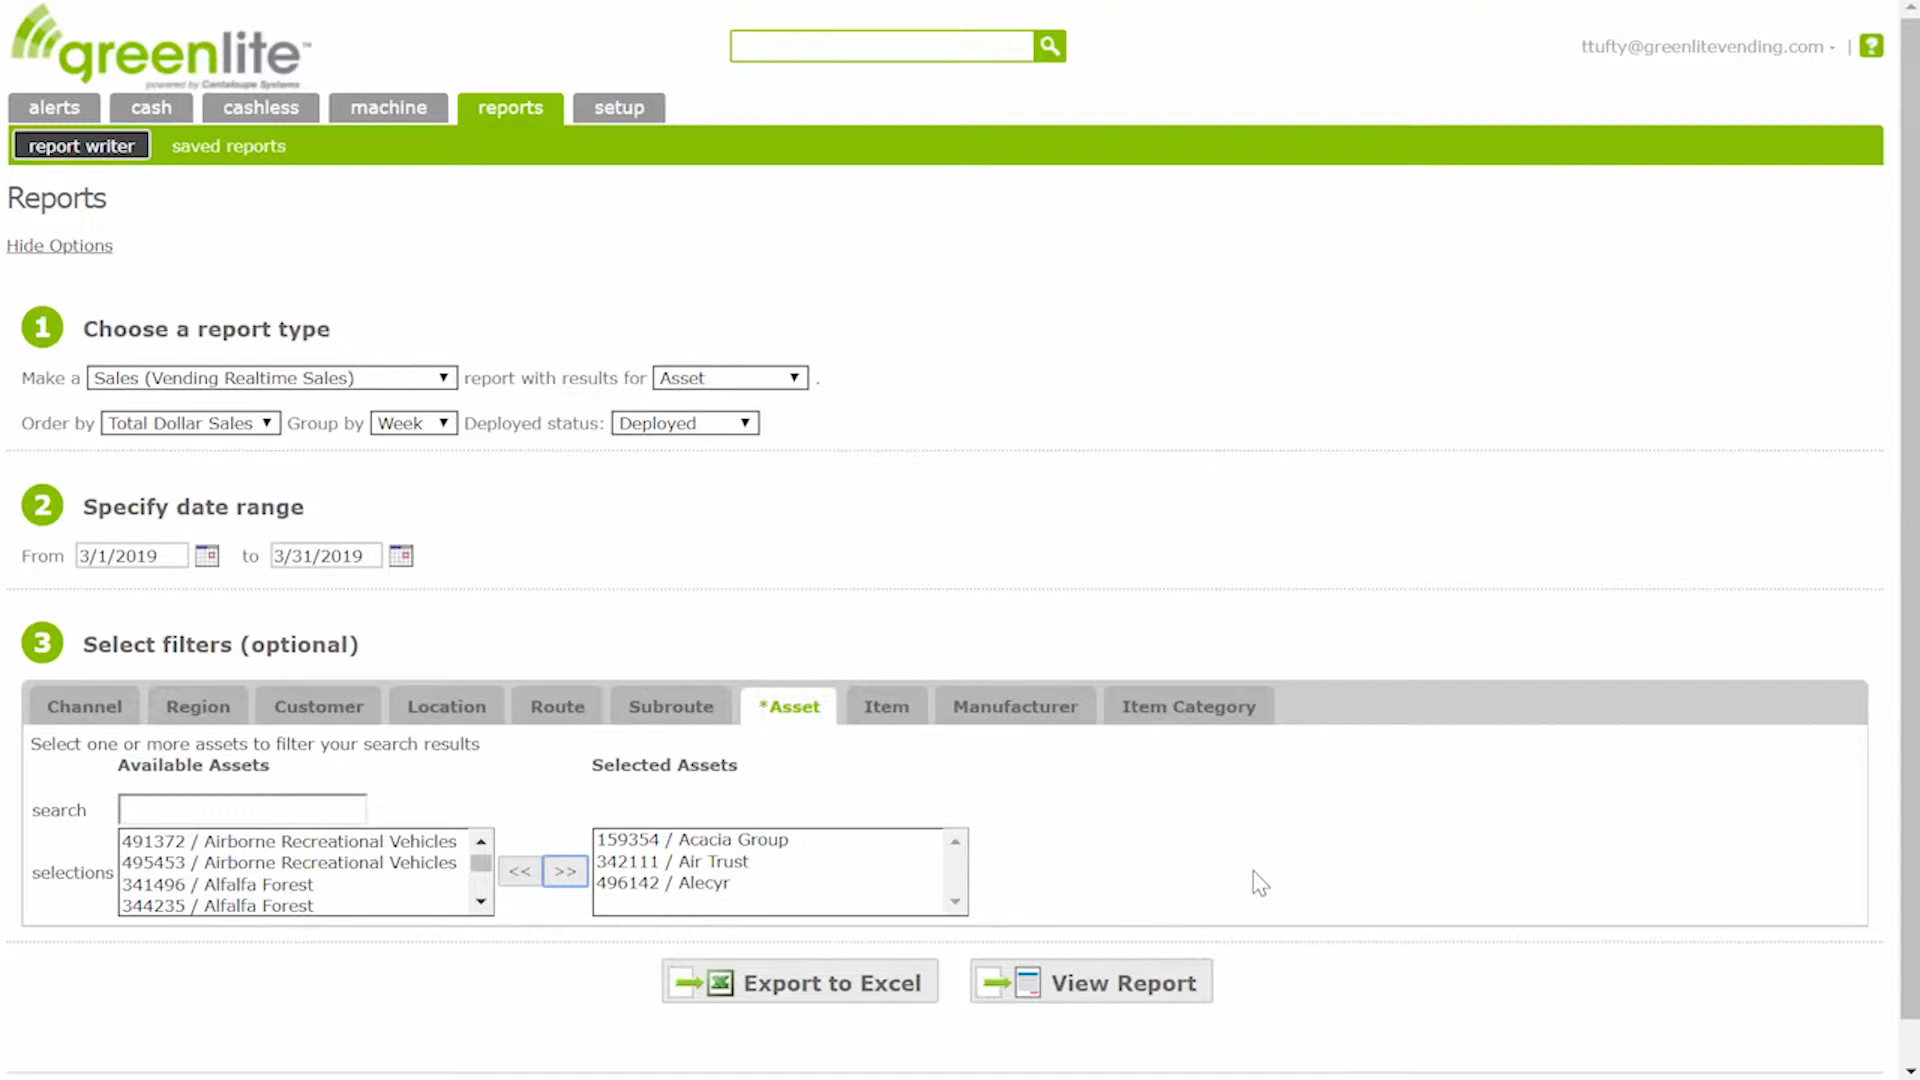 greenlite™
powered by Cantaloupe Systems
ttufty@greenlitevending.com - | ?
alerts cash cashless machine reports setup
report writer saved reports
Reports
Hide Options
1 Choose a report type
Make a Sales (Vending Realtime Sales) report with results for Asset .
Order by Total Dollar Sales Group by Week Deployed status: Deployed
2 Specify date range
From 3/1/2019 to 3/31/2019
3 Select filters (optional)
Channel Region Customer Location Route Subroute *Asset Item Manufacturer Item Category
Select one or more assets to filter your search results
Available Assets Selected Assets
search
selections
491372 / Airborne Recreational Vehicles
495453 / Airborne Recreational Vehicles
341496 / Alfalfa Forest
344235 / Alfalfa Forest
<< >>
159354 / Acacia Group
342111 / Air Trust
496142 / Alecyr
Export to Excel View Report